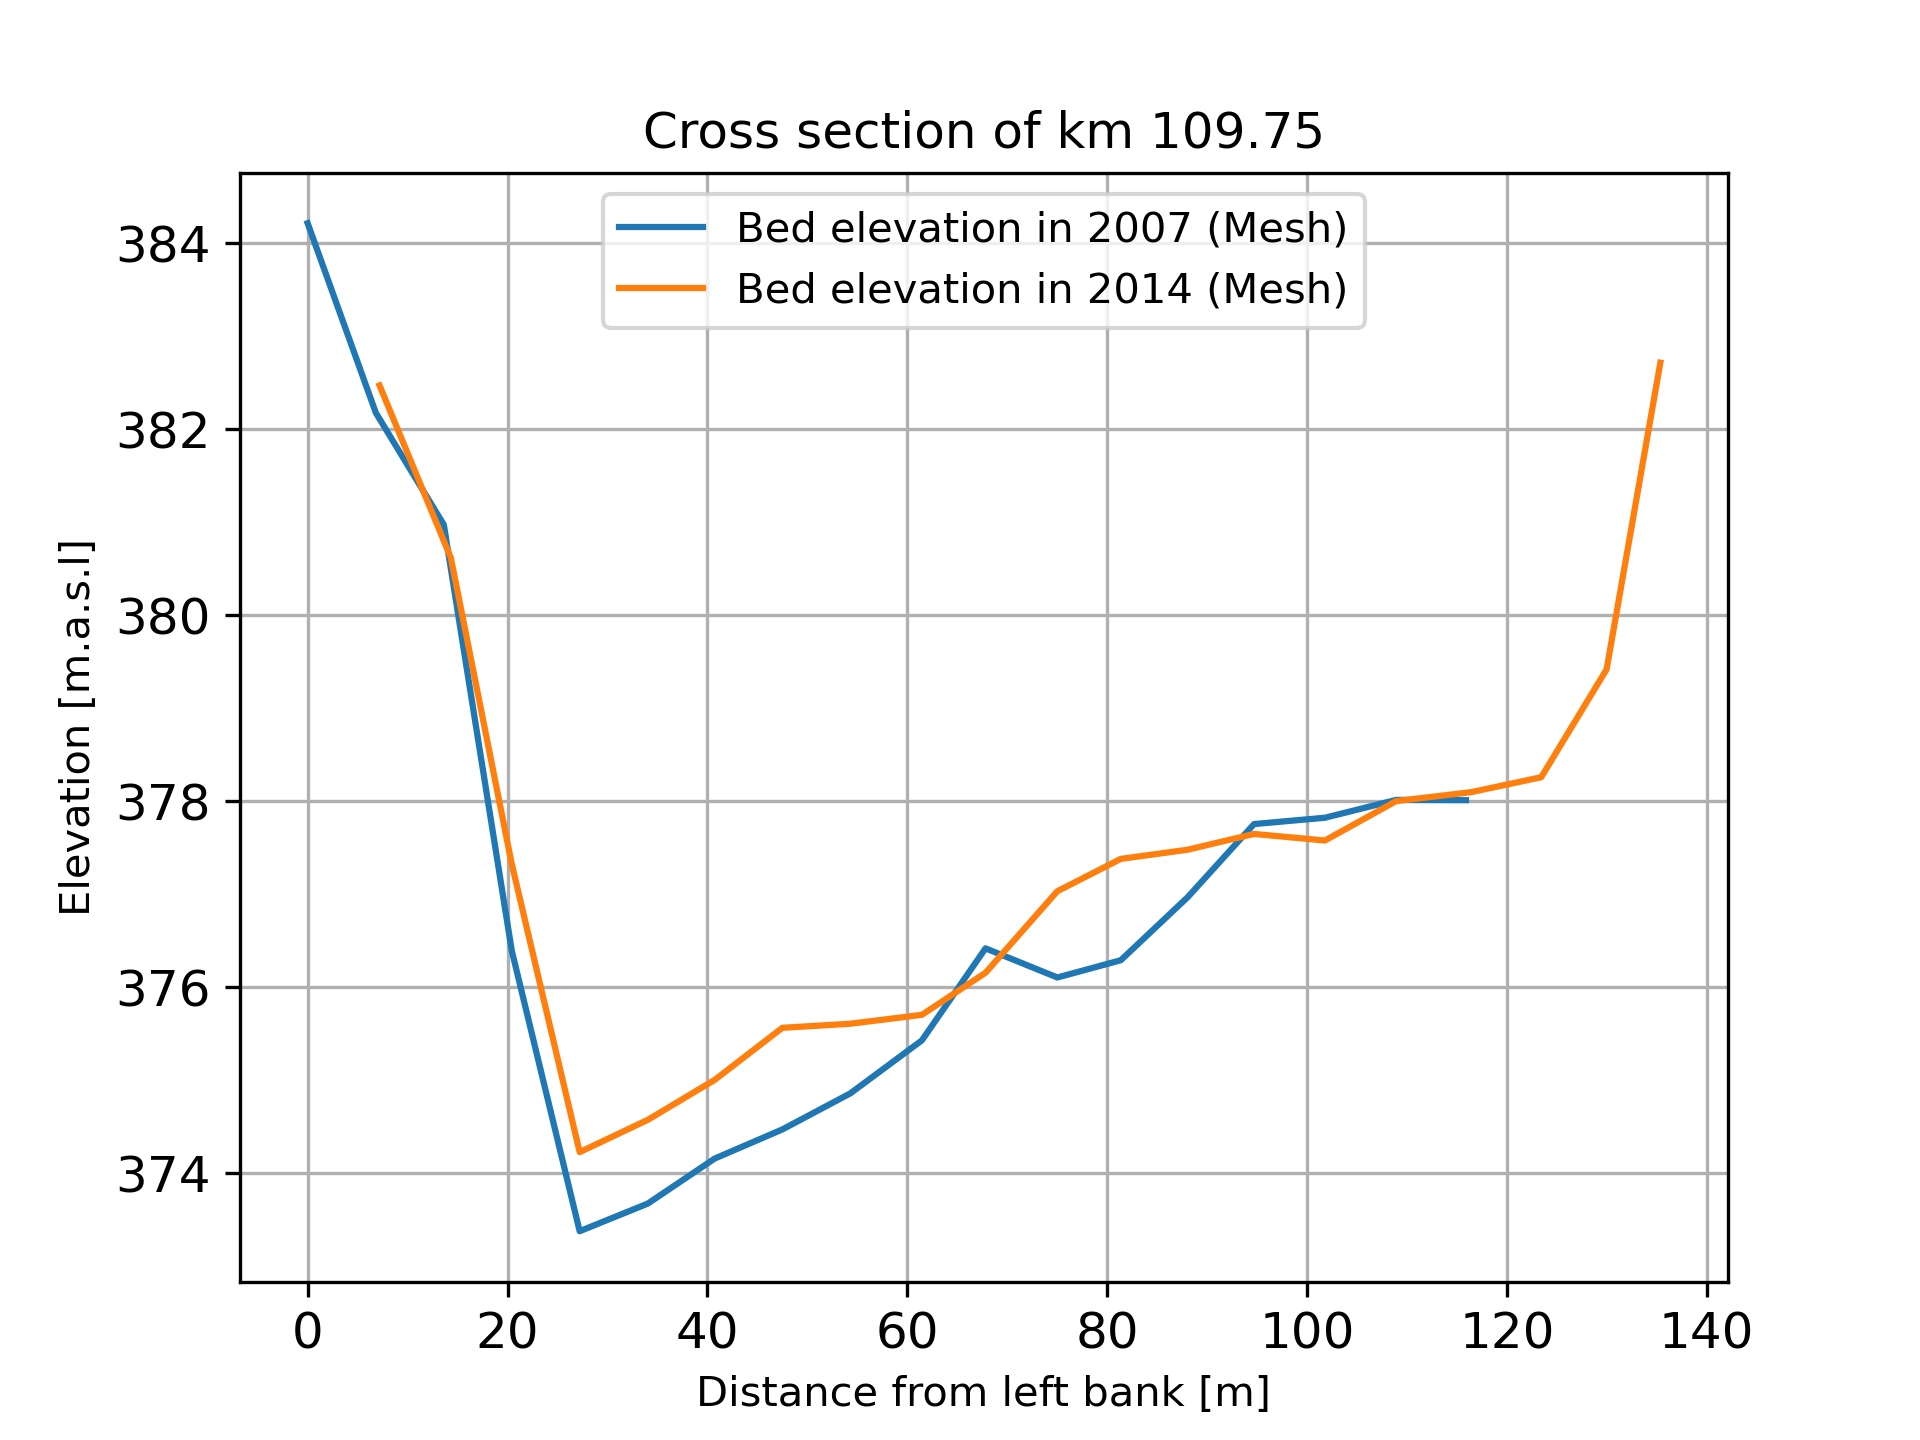 Cross section of km 109.75
Bed elevation in 2007 (Mesh)
Bed elevation in 2014 (Mesh)
Elevation [m.a.s.l]
384
382
380
378
376
374
0 20 40 60 80 100 120 140
Distance from left bank [m]